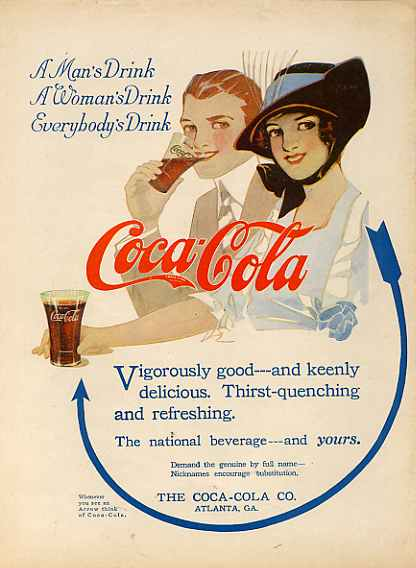 A Man's Drink
A Woman's Drink
Everybody's Drink
Coca-Cola
Coca-Cola
Vigorously good---and keenly
delicious. Thirst-quenching
and refreshing.
The national beverage---and yours.
Demand the genuine by full name—
Nicknames encourage substitution.
Whenever
you see an
Arrow think
of Coca-Cola.
THE COCA-COLA CO.
ATLANTA, GA.